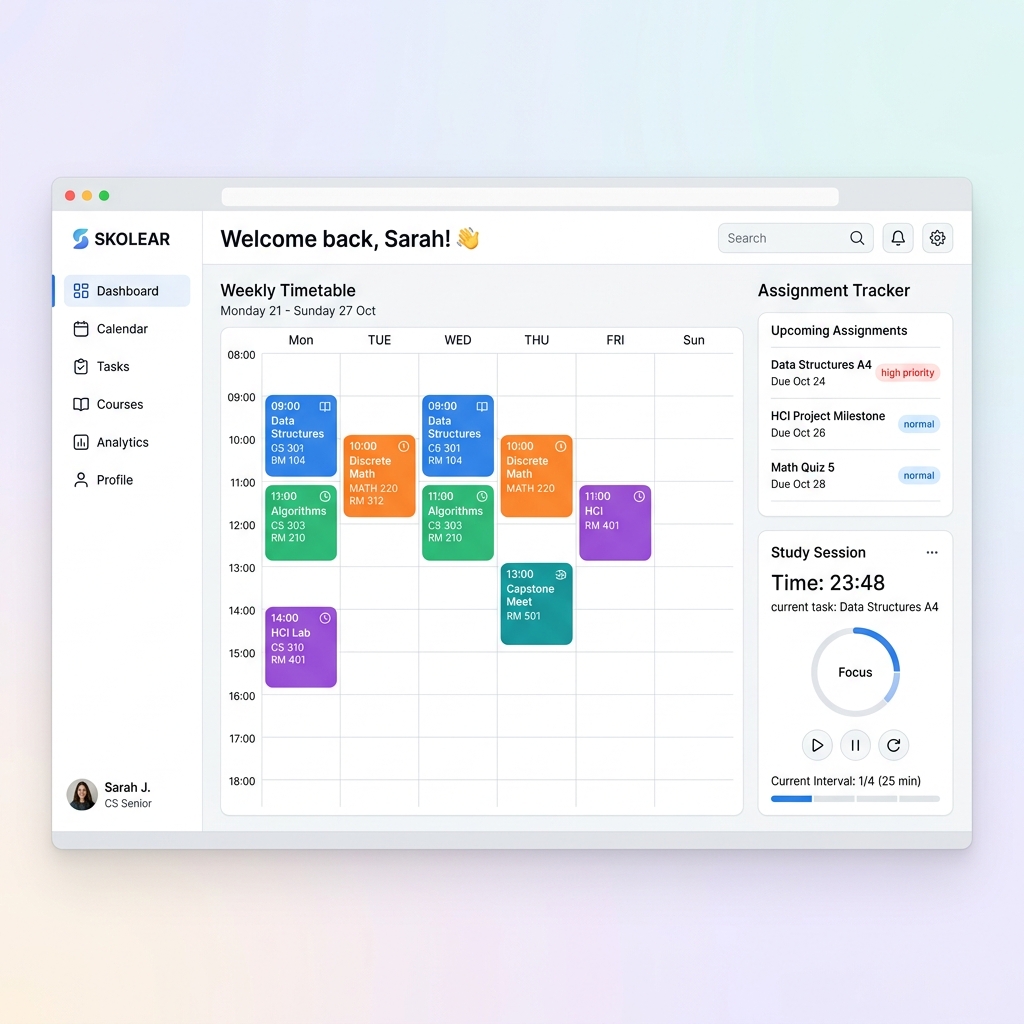 SKOLEAR
Dashboard
Calendar
Tasks
Courses
Analytics
Profile
Sarah J.
CS Senior
Welcome back, Sarah! 👋
Search
Weekly Timetable
Monday 21 - Sunday 27 Oct
Mon TUE WED THU FRI Sun
08:00
09:00
10:00
11:00
12:00
13:00
14:00
15:00
16:00
17:00
18:00
09:00
Data
Structures
301
104
11:00
Algorithms
CS 303
RM 210
14:00
HCI Lab
CS 310
RM 401
10:00
Discrete
Math
MATH 220
RM 312
Data
Structures
301
RM 104
11:00
Algorithms
303
RM 210
10:00
Discrete
Math
MATH 220
13:00
Capstone
Meet
RM 501
11:00
HCI
RM 401
Assignment Tracker
Upcoming Assignments
Data Structures A4
Due Oct 24
high priority
HCI Project Milestone
Due Oct 26
normal
Math Quiz 5
Due Oct 28
normal
Study Session
Time: 23:48
current task: Data Structures A4
Focus
Current Interval: 1/4 (25 min)